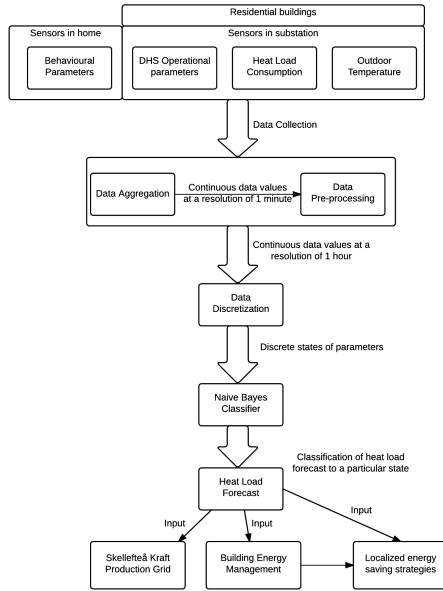 Residential buildings
Sensors in home
Sensors in substation
Behavioural
Parameters
DHS Operational
parameters
Heat Load
Consumption
Outdoor
Temperature
Data Collection
Data Aggregation
Continuous data values
at a resolution of 1 minute
Data
Pre-processing
Continuous data values at a
resolution of 1 hour
Data
Discretization
Discrete states of parameters
Naive Bayes
Classifier
Classification of heat load
forecast to a particular state
Heat Load
Forecast
Input
Input
Input
Skellefteå Kraft
Production Grid
Building Energy
Management
Localized energy
saving strategies